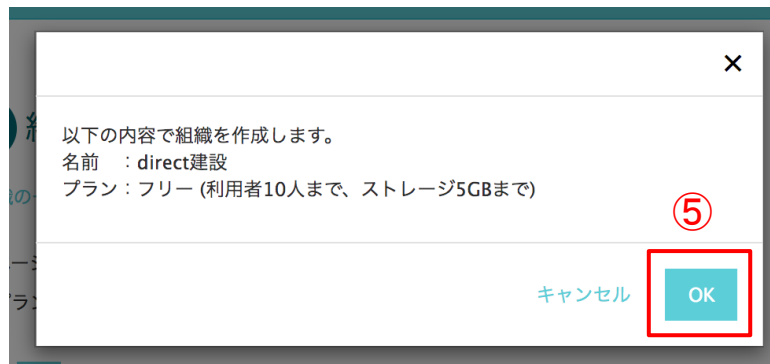 ×
以下の内容で組織を作成します。
名前　：direct建設
プラン：フリー (利用者10人まで、ストレージ5GBまで)
⑤
キャンセル
OK